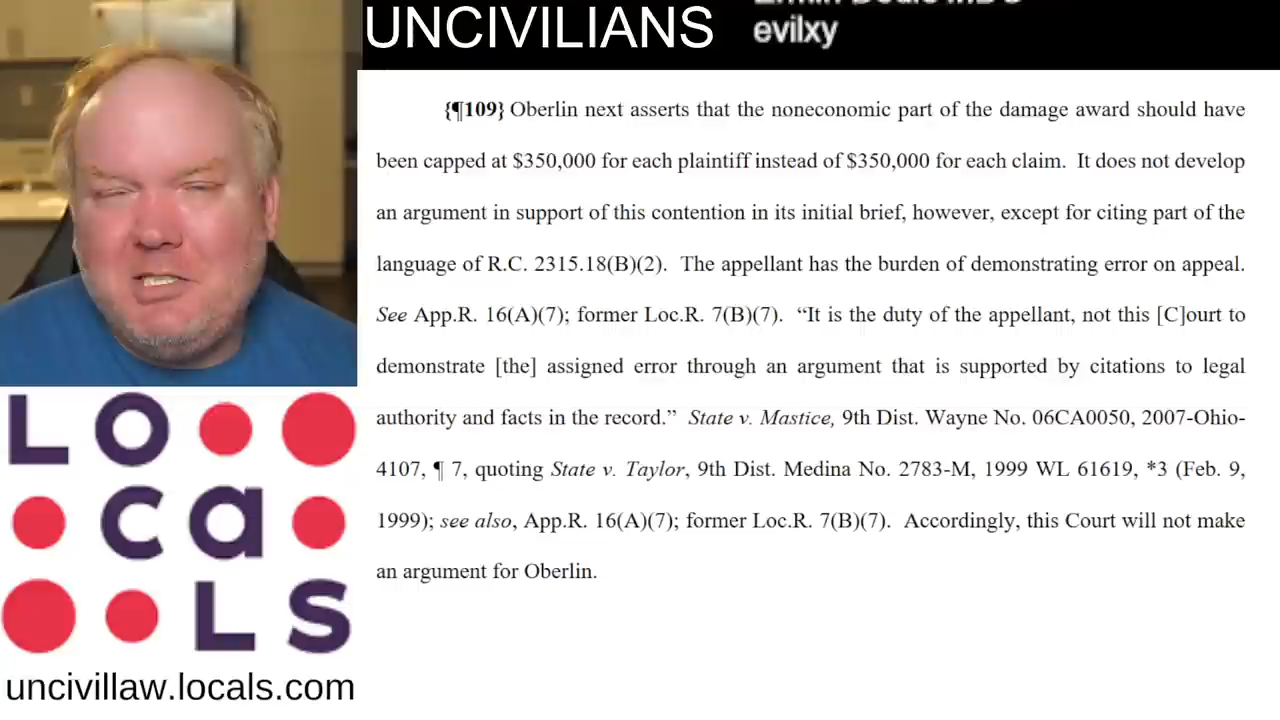 UNCIVILIANS
evilxy
{¶109} Oberlin next asserts that the noneconomic part of the damage award should have
been capped at $350,000 for each plaintiff instead of $350,000 for each claim. It does not develop
an argument in support of this contention in its initial brief, however, except for citing part of the
language of R.C. 2315.18(B)(2). The appellant has the burden of demonstrating error on appeal.
See App.R. 16(A)(7); former Loc.R. 7(B)(7). “It is the duty of the appellant, not this [C]ourt to
demonstrate [the] assigned error through an argument that is supported by citations to legal
authority and facts in the record.” State v. Mastice, 9th Dist. Wayne No. 06CA0050, 2007-Ohio-
4107, ¶ 7, quoting State v. Taylor, 9th Dist. Medina No. 2783-M, 1999 WL 61619, *3 (Feb. 9,
1999); see also, App.R. 16(A)(7); former Loc.R. 7(B)(7). Accordingly, this Court will not make
an argument for Oberlin.
LO
ca
LS
uncivillaw.locals.com